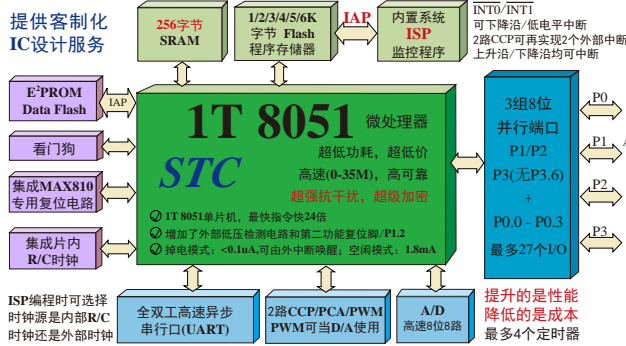 提供客制化
IC设计服务
256字节
SRAM
1/2/3/4/5/6K
字节 Flash
程序存储器
IAP
内置系统
ISP
监控程序
INT0/INT1
可下降沿/低电平中断
2路CCP可再实现2个外部中断
上升沿/下降沿均可中断
E²PROM
Data Flash
IAP
看门狗
集成MAX810
专用复位电路
集成片内
R/C时钟
1T 8051 微处理器
STC
超低功耗，超低价
高速(0-35M)，高可靠
超强抗干扰，超级加密
1T 8051单片机，最快指令快24倍
增加了外部低压检测电路和第二功能复位脚/P1.2
掉电模式：<0.1uA,可由外中断唤醒；空闲模式：1.8mA
3组8位
并行端口
P1/P2
P3(无P3.6)
+
P0.0 - P0.3
最多27个I/O
P0
P1
P2
P3
ISP编程时可选择
时钟源是内部R/C
时钟还是外部时钟
全双工高速异步
串行口(UART)
2路CCP/PCA/PWM
PWM可当D/A使用
A/D
高速8位8路
提升的是性能
降低的是成本
最多4个定时器